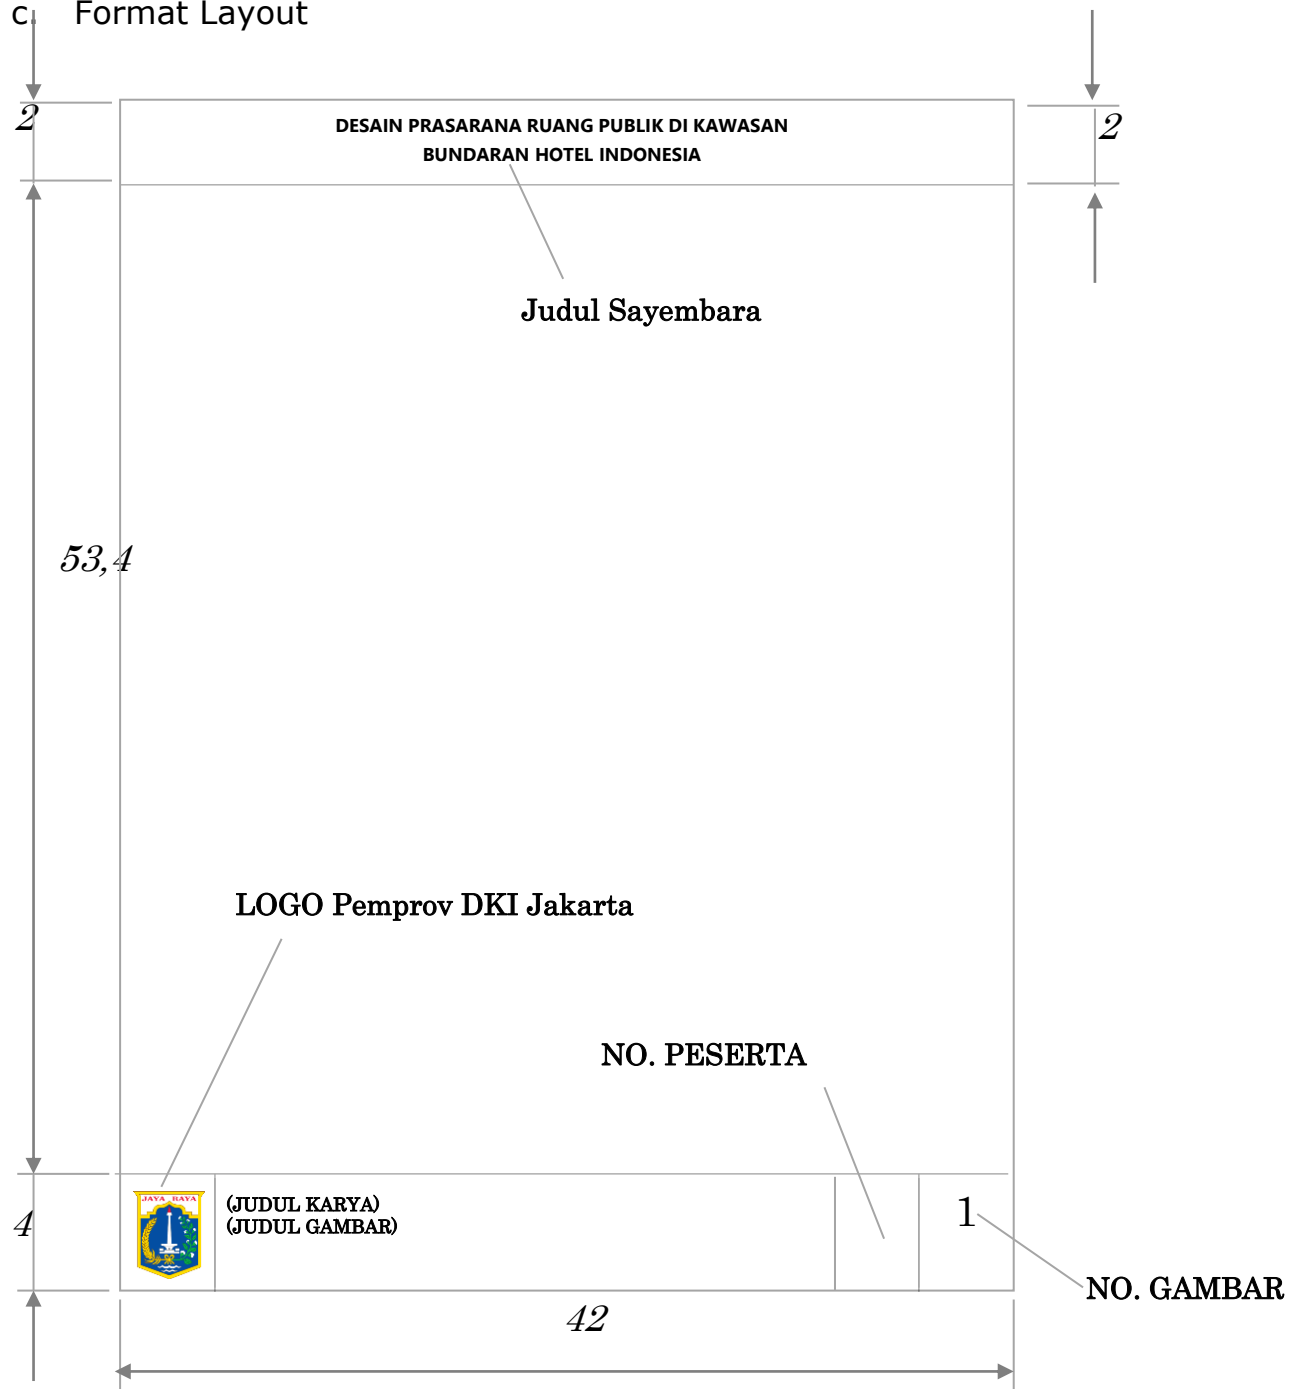 c. Format Layout
2
DESAIN PRASARANA RUANG PUBLIK DI KAWASAN
BUNDARAN HOTEL INDONESIA
2
Judul Sayembara
53,4
LOGO Pemprov DKI Jakarta
NO. PESERTA
JAYA RAYA
(JUDUL KARYA)
(JUDUL GAMBAR)
1
4
NO. GAMBAR
42